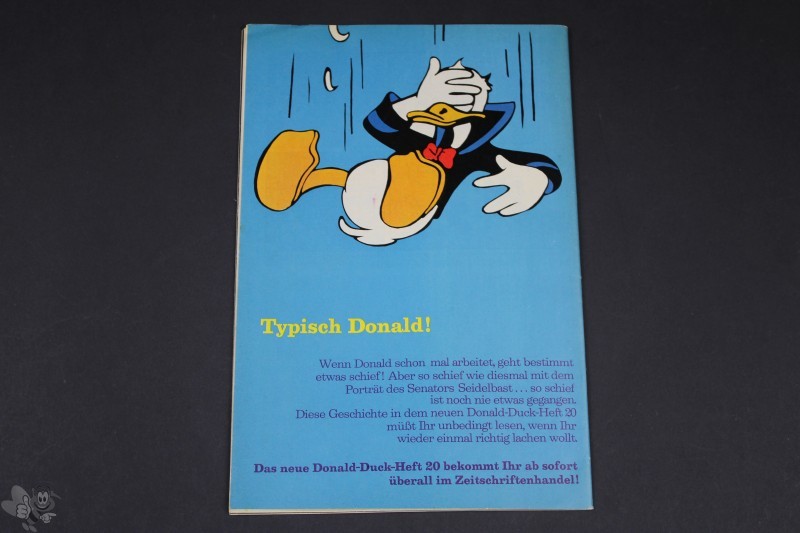 Typisch Donald!
Wenn Donald schon mal arbeitet, geht bestimmt
etwas schief! Aber so schief wie diesmal mit dem
Porträt des Senators Seidelbast . . . so schief
ist noch nie etwas gegangen.
Diese Geschichte in dem neuen Donald-Duck-Heft 20
müßt Ihr unbedingt lesen, wenn Ihr
wieder einmal richtig lachen wollt.
Das neue Donald-Duck-Heft 20 bekommt Ihr ab sofort
überall im Zeitschriftenhandel!